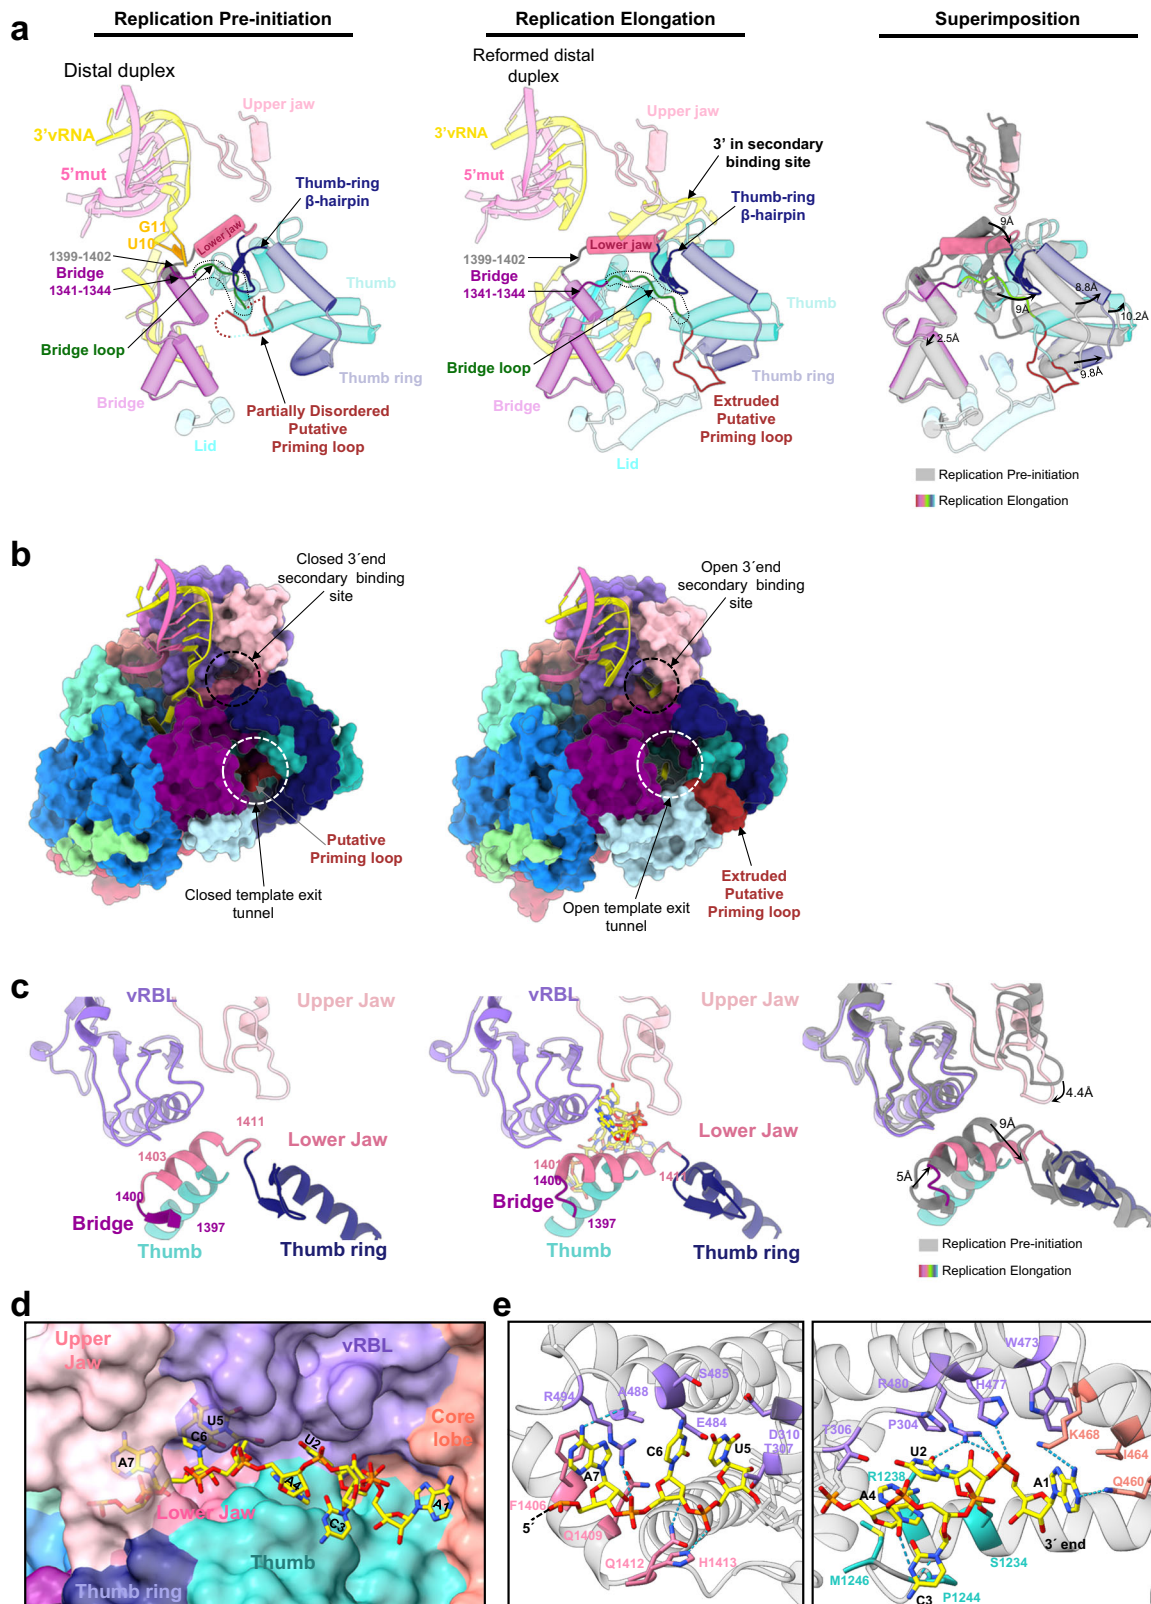 a
Replication Pre-initiation
Replication Elongation
Superimposition
Distal duplex
3'vRNA
5'mut
Upper jaw
G11
U10
Thumb-ring
β-hairpin
Lower jaw
1399-1402
Bridge
1341-1344
Thumb
Bridge loop
Thumb ring
Bridge
Partially Disordered
Putative
Priming loop
Lid
Reformed distal
duplex
Upper jaw
3'vRNA
3' in secondary
binding site
5'mut
Thumb-ring
β-hairpin
Lower jaw
1399-1402
Bridge
1341-1344
Thumb
Bridge loop
Thumb ring
Bridge
Extruded
Putative
Priming loop
Lid
9Å
9Å
8.8Å
10.2Å
2.5Å
9.8Å
Replication Pre-initiation
Replication Elongation
b
Closed 3´end
secondary binding
site
Putative
Priming loop
Closed template exit
tunnel
Open 3´end
secondary binding
site
Extruded
Putative
Priming loop
Open template exit
tunnel
c
vRBL
Upper Jaw
1411
Lower Jaw
1403
1400
Bridge
1397
Thumb
Thumb ring
vRBL
Upper Jaw
Lower Jaw
1401
1400
1411
Bridge
1397
Thumb
Thumb ring
4.4Å
9Å
5Å
Replication Pre-initiation
Replication Elongation
d
Upper
Jaw
vRBL
Core
lobe
U5
C6
A7
U2
A4
C3
A1
Lower Jaw
Thumb
Thumb ring
e
S485
R494
A488
E484
D310
T307
C6
U5
A7
F1406
5´
Q1409
Q1412
H1413
W473
R480
H477
P304
T306
K468
I464
Q460
U2
R1238
A4
A1
3´ end
S1234
M1246
P1244
C3